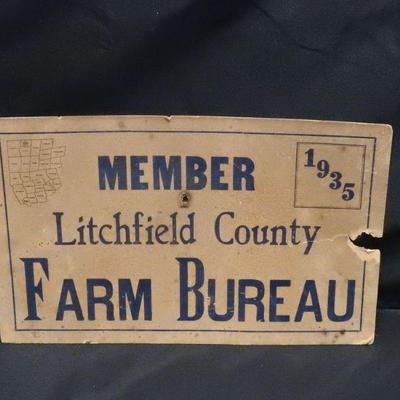 MEMBER
1935
Litchfield County
FARM BUREAU